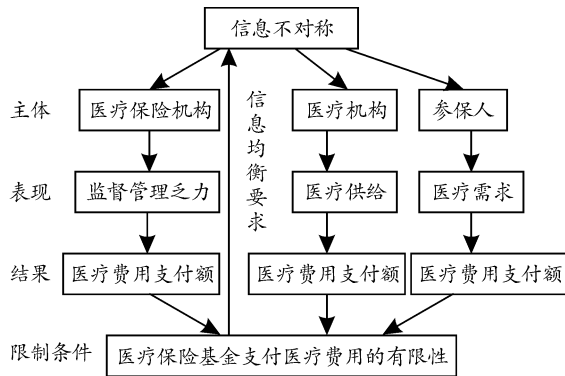 信息不对称
主体
医疗保险机构
医疗机构
参保人
信息均衡要求
表现
监督管理乏力
医疗供给
医疗需求
结果
医疗费用支付额
医疗费用支付额
医疗费用支付额
限制条件
医疗保险基金支付医疗费用的有限性